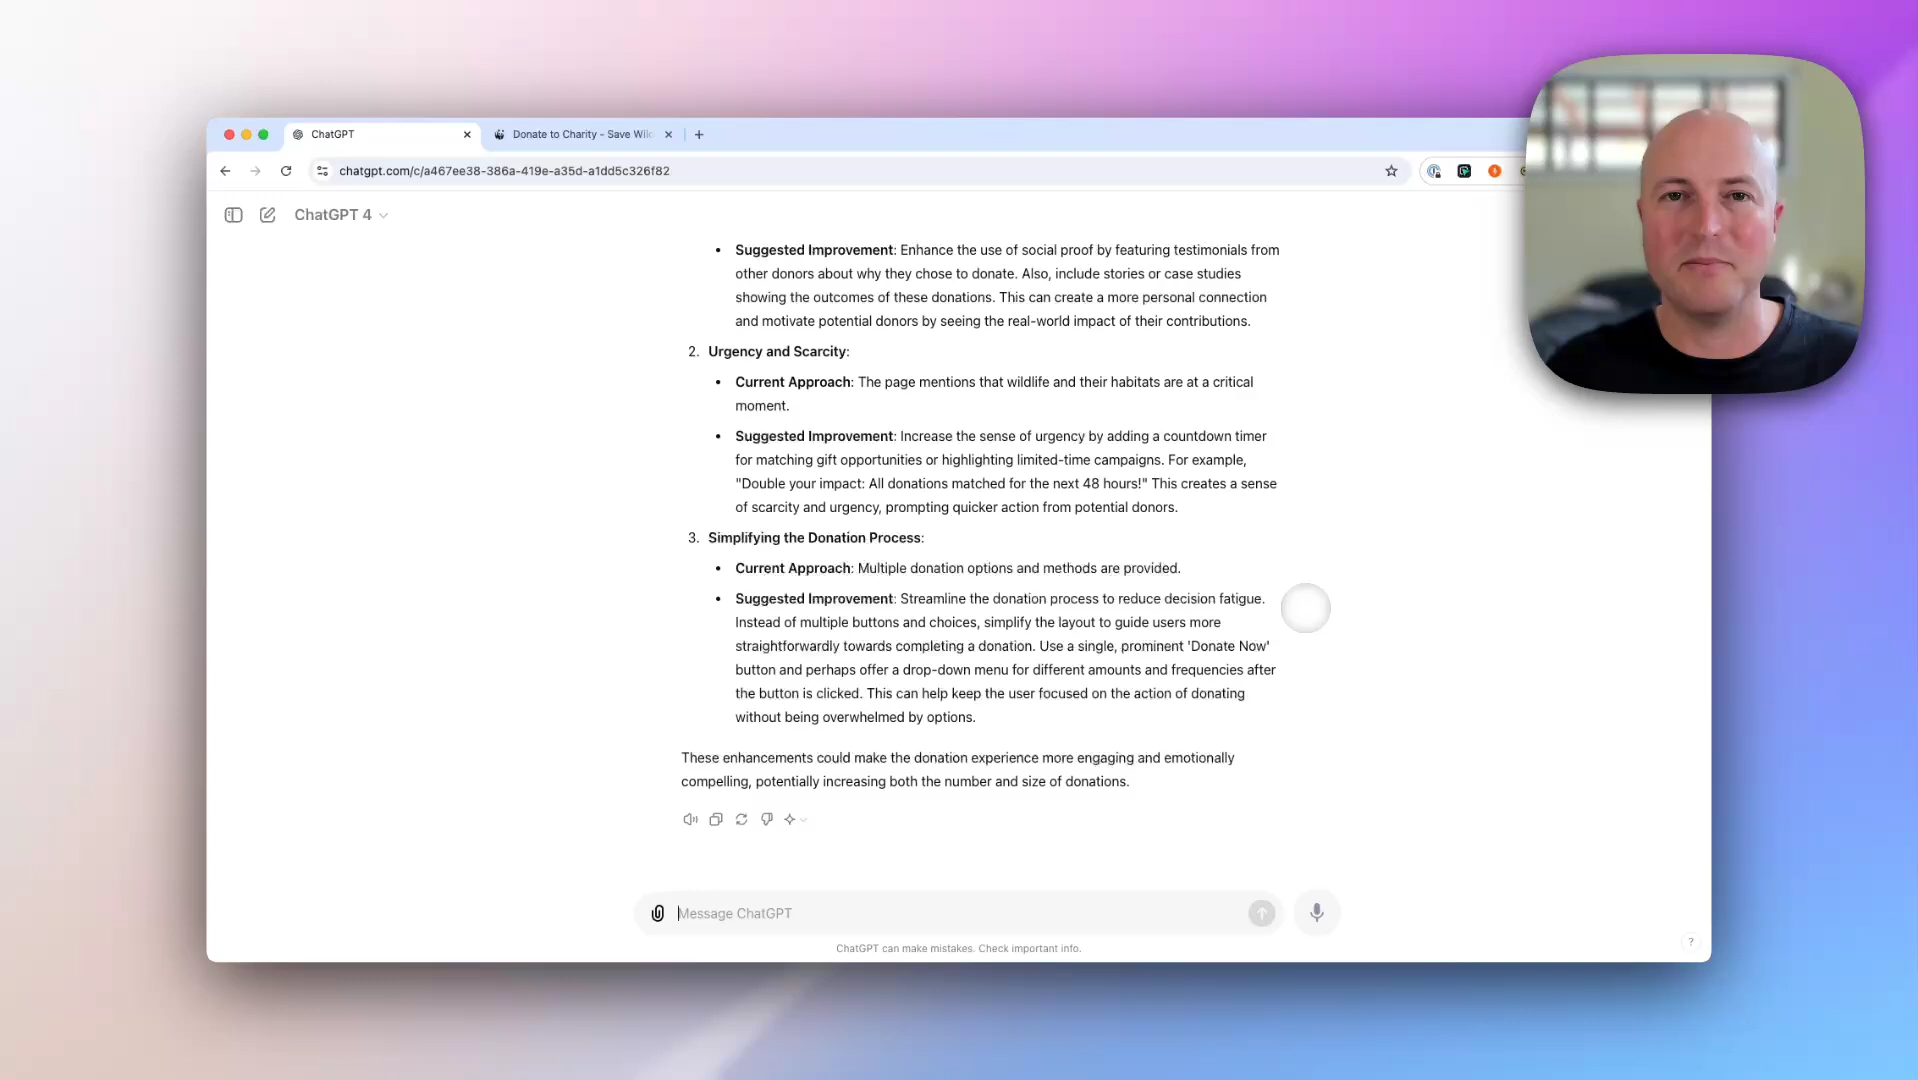 ChatGPT
Donate to Charity - Save Wil
chatgpt.com/c/a467ee38-386a-419e-a35d-a1dd5c326f82
ChatGPT 4
• Suggested Improvement: Enhance the use of social proof by featuring testimonials from
other donors about why they chose to donate. Also, include stories or case studies
showing the outcomes of these donations. This can create a more personal connection
and motivate potential donors by seeing the real-world impact of their contributions.
2. Urgency and Scarcity:
• Current Approach: The page mentions that wildlife and their habitats are at a critical
moment.
• Suggested Improvement: Increase the sense of urgency by adding a countdown timer
for matching gift opportunities or highlighting limited-time campaigns. For example,
"Double your impact: All donations matched for the next 48 hours!" This creates a sense
of scarcity and urgency, prompting quicker action from potential donors.
3. Simplifying the Donation Process:
• Current Approach: Multiple donation options and methods are provided.
• Suggested Improvement: Streamline the donation process to reduce decision fatigue.
Instead of multiple buttons and choices, simplify the layout to guide users more
straightforwardly towards completing a donation. Use a single, prominent 'Donate Now'
button and perhaps offer a drop-down menu for different amounts and frequencies after
the button is clicked. This can help keep the user focused on the action of donating
without being overwhelmed by options.
These enhancements could make the donation experience more engaging and emotionally
compelling, potentially increasing both the number and size of donations.
Message ChatGPT
ChatGPT can make mistakes. Check important info.
?